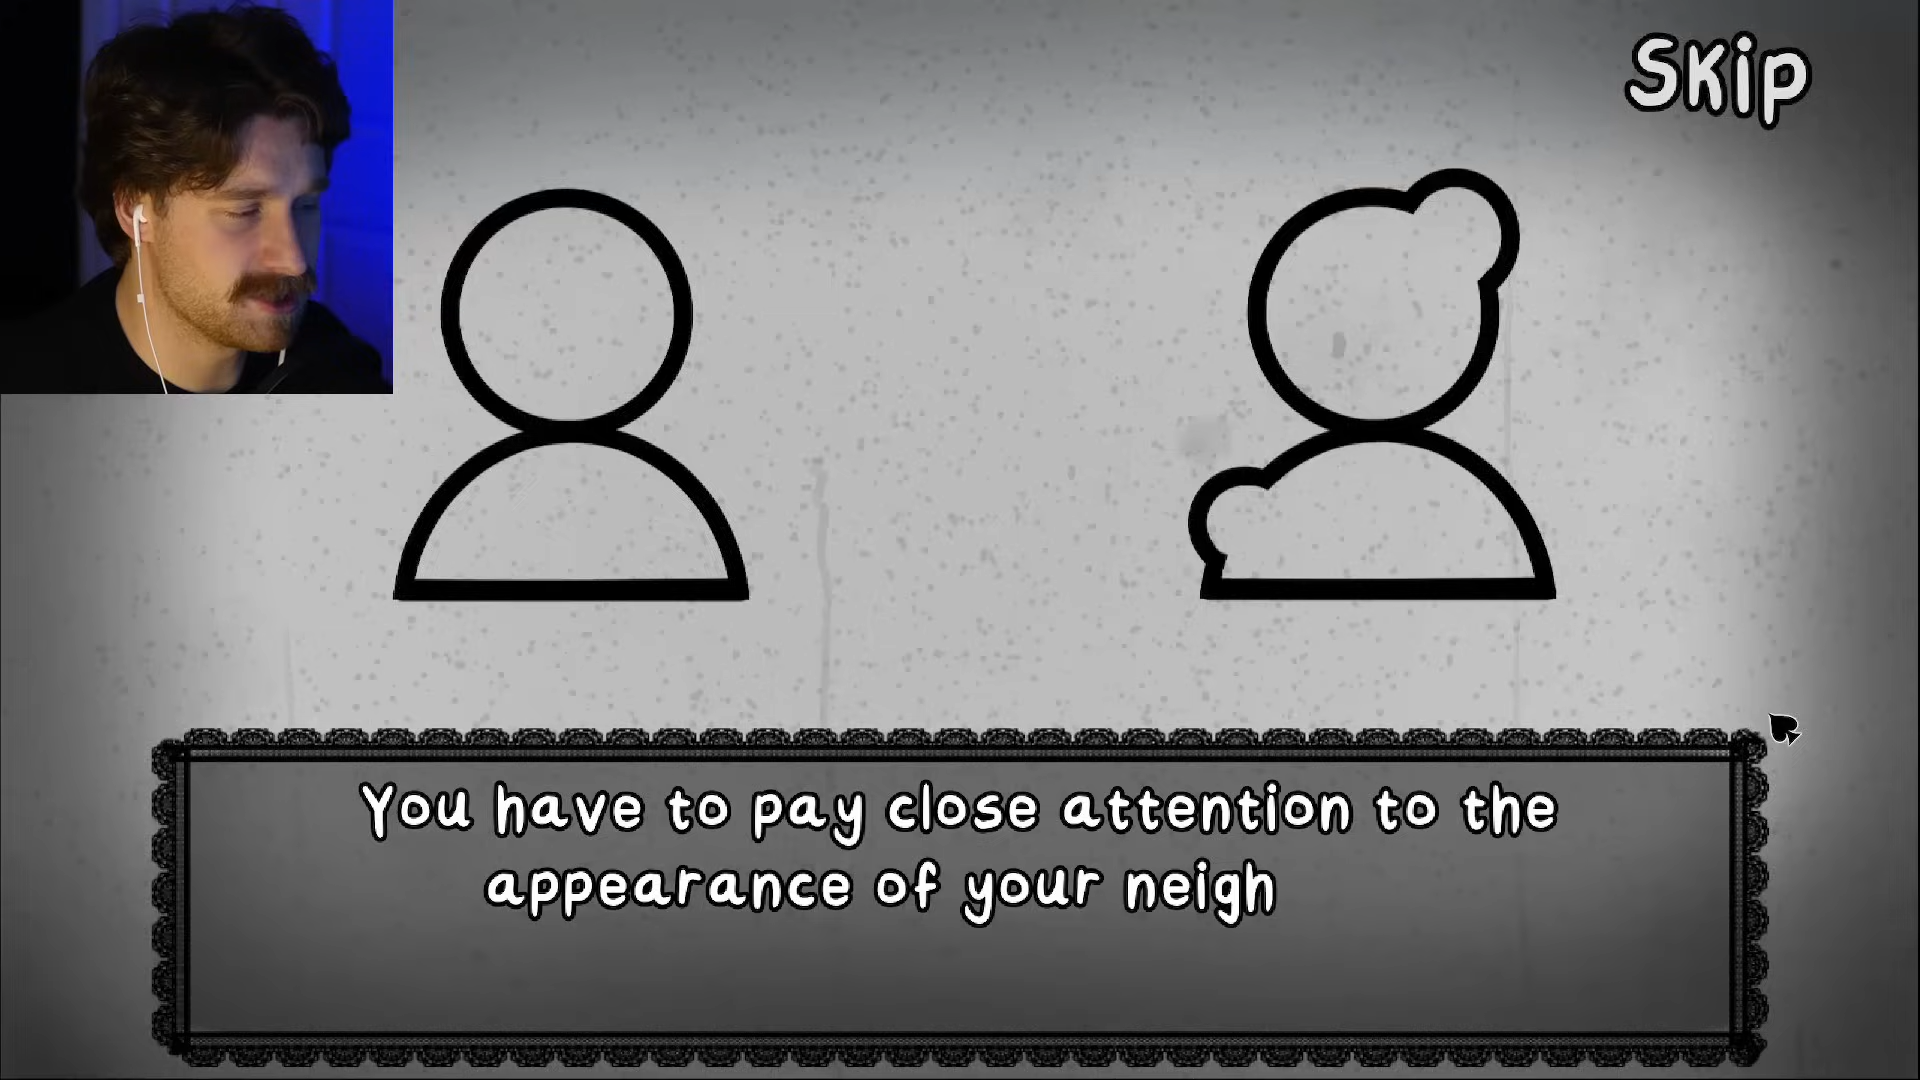 Skip
You have to pay close attention to the
appearance of your neigh